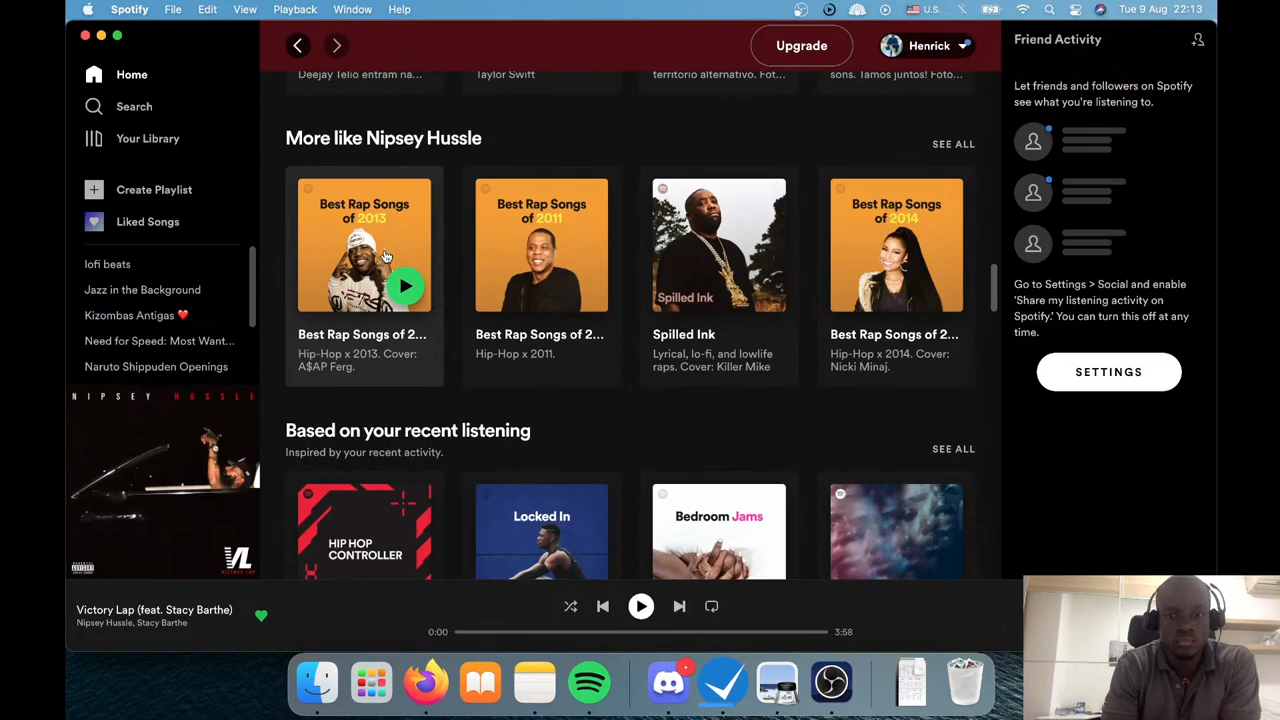 Spotify File Edit View Playback Window Help
U.S. Tue 9 Aug 22:13
Home
Search
Your Library
Create Playlist
Liked Songs
lofi beats
Jazz in the Background
Kizombas Antigas ❤️
Need for Speed: Most Want...
Naruto Shippuden Openings
NIPSEY HUSSLE
VL
VICTORY LAP
Upgrade
Henrick
Deejay Telio entram na...
Taylor Swift
território alternativo. Fot...
sons. Tamos juntos! Foto...
More like Nipsey Hussle
SEE ALL
Best Rap Songs
of 2013
Best Rap Songs of 2...
Hip-Hop x 2013. Cover:
A$AP Ferg.
Best Rap Songs
of 2011
Best Rap Songs of 2...
Hip-Hop x 2011.
Spilled Ink
Spilled Ink
Lyrical, lo-fi, and lowlife
raps. Cover: Killer Mike
Best Rap Songs
of 2014
Best Rap Songs of 2...
Hip-Hop x 2014. Cover:
Nicki Minaj.
Based on your recent listening
SEE ALL
Inspired by your recent activity.
HIP HOP
CONTROLLER
Locked In
Bedroom Jams
Friend Activity
Let friends and followers on Spotify
see what you're listening to.
Go to Settings > Social and enable
'Share my listening activity on
Spotify.' You can turn this off at any
time.
SETTINGS
Victory Lap (feat. Stacy Barthe)
Nipsey Hussle, Stacy Barthe
0:00
3:58